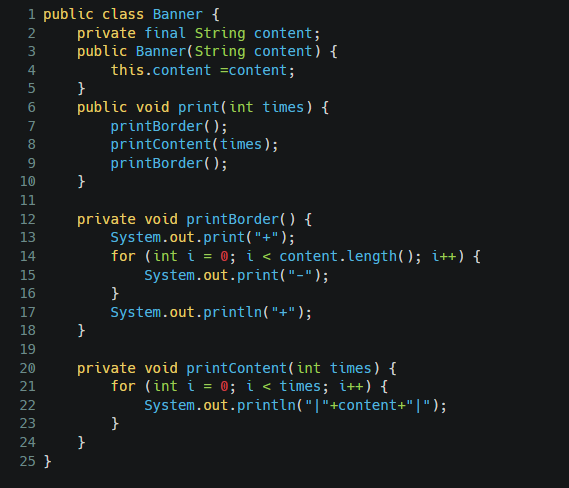 1 public class Banner {
2     private final String content;
3     public Banner(String content) {
4         this.content =content;
5     }
6     public void print(int times) {
7         printBorder();
8         printContent(times);
9         printBorder();
10     }
11
12     private void printBorder() {
13         System.out.print("+");
14         for (int i = 0; i < content.length(); i++) {
15             System.out.print("-");
16         }
17         System.out.println("+");
18     }
19
20     private void printContent(int times) {
21         for (int i = 0; i < times; i++) {
22             System.out.println("|"+content+"|");
23         }
24     }
25 }